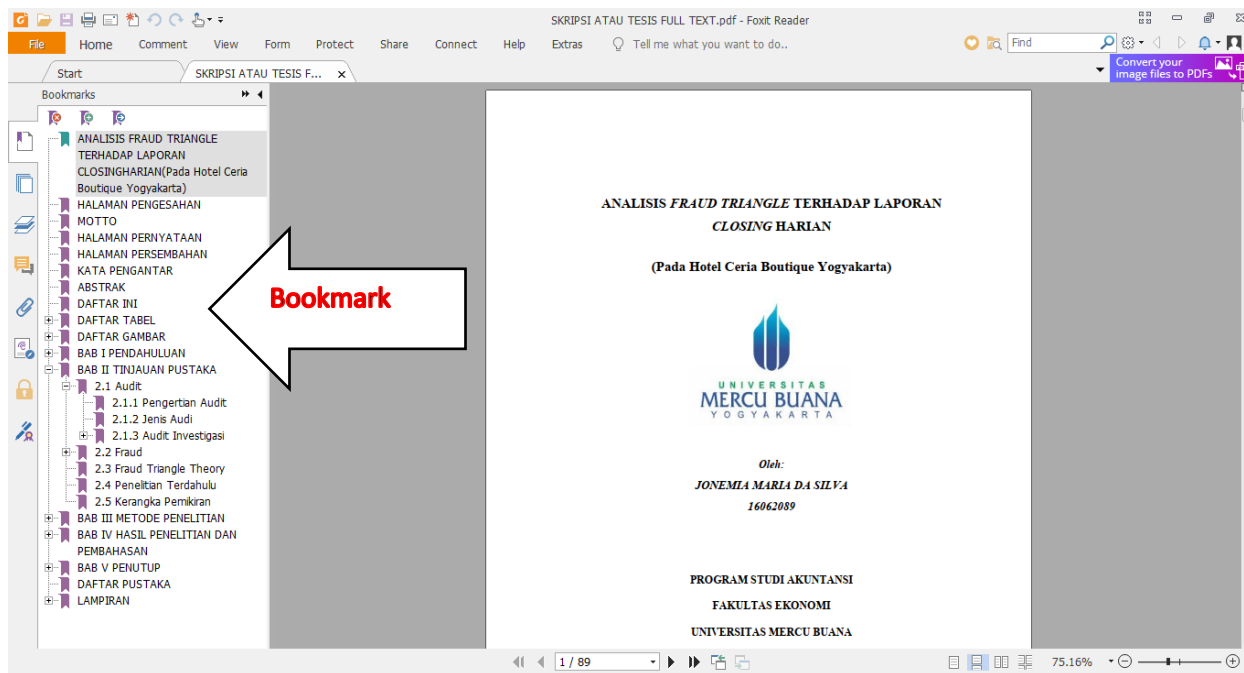 SKRIPSI ATAU TESIS FULL TEXT.pdf - Foxit Reader
File Home Comment View Form Protect Share Connect Help Extras Tell me what you want to do.. Find
Start SKRIPSI ATAU TESIS F... x
Convert your
image files to PDFs
Bookmarks
ANALISIS FRAUD TRIANGLE
TERHADAP LAPORAN
CLOSINGHARIAN(Pada Hotel Ceria
Boutique Yogyakarta)
HALAMAN PENGESAHAN
MOTTO
HALAMAN PERNYATAAN
HALAMAN PERSEMBAHAN
KATA PENGANTAR
ABSTRAK
DAFTAR INI
DAFTAR TABEL
DAFTAR GAMBAR
BAB I PENDAHULUAN
BAB II TINJAUAN PUSTAKA
2.1 Audit
2.1.1 Pengertian Audit
2.1.2 Jenis Audi
2.1.3 Audit Investigasi
2.2 Fraud
2.3 Fraud Triangle Theory
2.4 Penelitian Terdahulu
2.5 Kerangka Pemikiran
BAB III METODE PENELITIAN
BAB IV HASIL PENELITIAN DAN
PEMBAHASAN
BAB V PENUTUP
DAFTAR PUSTAKA
LAMPIRAN
Bookmark
ANALISIS FRAUD TRIANGLE TERHADAP LAPORAN
CLOSING HARIAN
(Pada Hotel Ceria Boutique Yogyakarta)
UNIVERSITAS
MERCU BUANA
YOGYAKARTA
Oleh:
JONEMIA MARIA DA SILVA
16062089
PROGRAM STUDI AKUNTANSI
FAKULTAS EKONOMI
UNIVERSITAS MERCU BUANA
1 / 89
75.16%